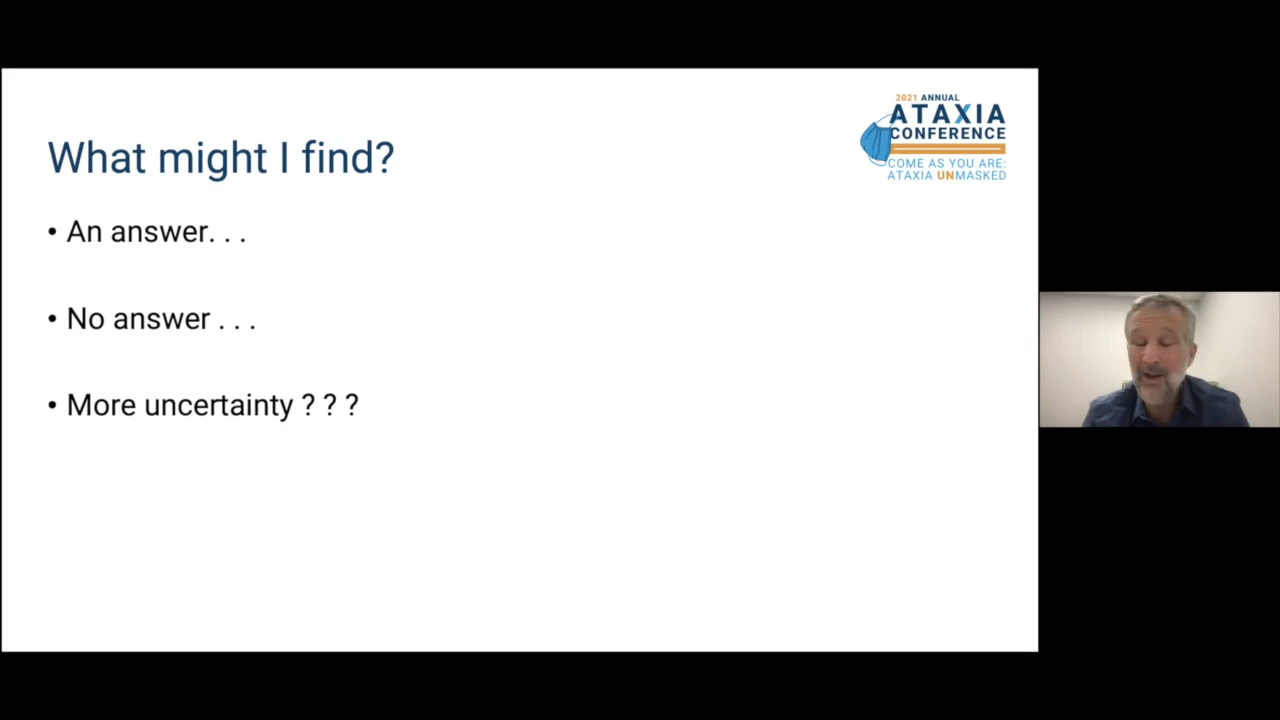 2021 ANNUAL
ATAXIA
CONFERENCE
COME AS YOU ARE:
ATAXIA UNMASKED
What might I find?
• An answer. . .
• No answer . . .
• More uncertainty ? ? ?